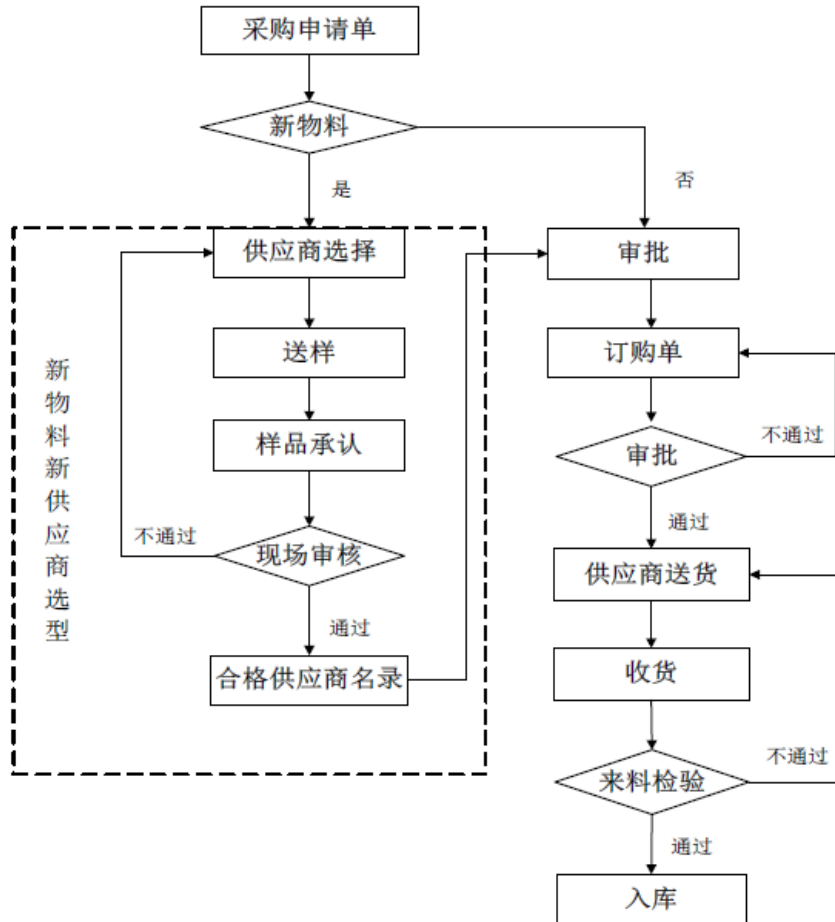 采购申请单
新物料
是
否
供应商选择
审批
送样
订购单
新物料新供应商选型
样品承认
审批
不通过
不通过
现场审核
通过
供应商送货
通过
合格供应商名录
收货
来料检验
不通过
通过
入库